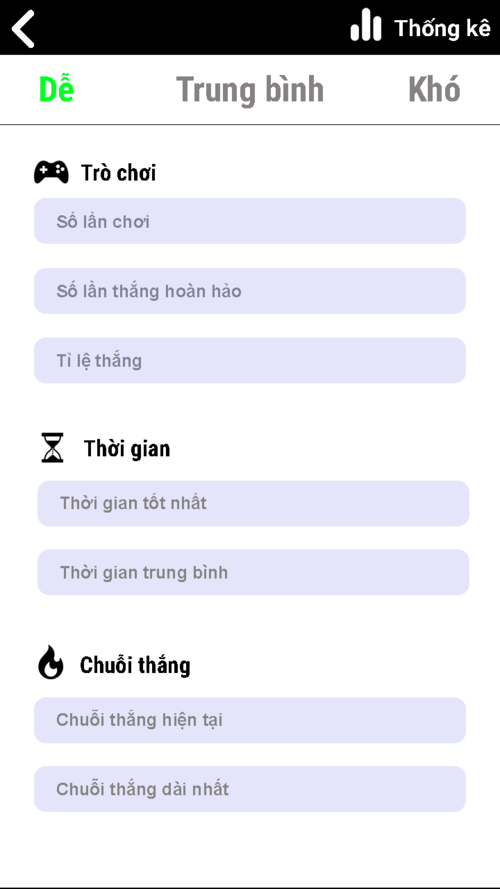 Thống kê
Dễ Trung bình Khó
Trò chơi
Số lần chơi
Số lần thắng hoàn hảo
Tỉ lệ thắng
Thời gian
Thời gian tốt nhất
Thời gian trung bình
Chuỗi thắng
Chuỗi thắng hiện tại
Chuỗi thắng dài nhất